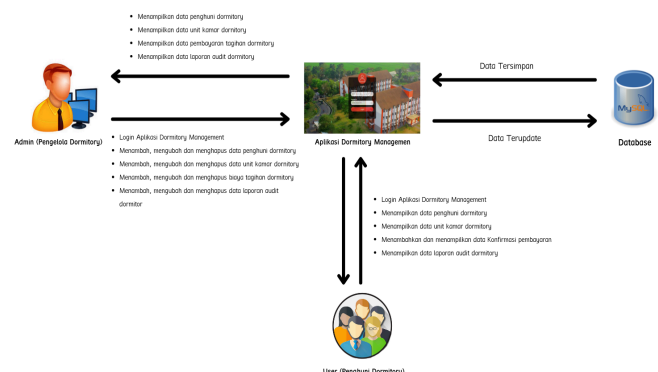 Menampilkan data penghuni dormitory
Menampilkan data unit kamar dormitory
Menampilkan data pembayaran tagihan dormitory
Menampilkan data laporan audit dormitory
Admin (Pengelola Dormitory)
Login Aplikasi Dormitory Management
Menambah, mengubah dan menghapus data penghuni dormitory
Menambah, mengubah dan menghapus data unit kamar dormitory
Menambah, mengubah dan menghapus biaya tagihan dormitory
Menambah, mengubah dan menghapus data laporan audit
dormitor
Aplikasi Dormitory Managemen
Data Tersimpan
Data Terupdate
MySQL
Database
Login Aplikasi Dormitory Management
Menampilkan data penghuni dormitory
Menampilkan data unit kamar dormitory
Menambahkan dan menampilkan data Konfirmasi pembayaran
Menampilkan data laporan audit dormitory
User (Penghuni Dormitory)